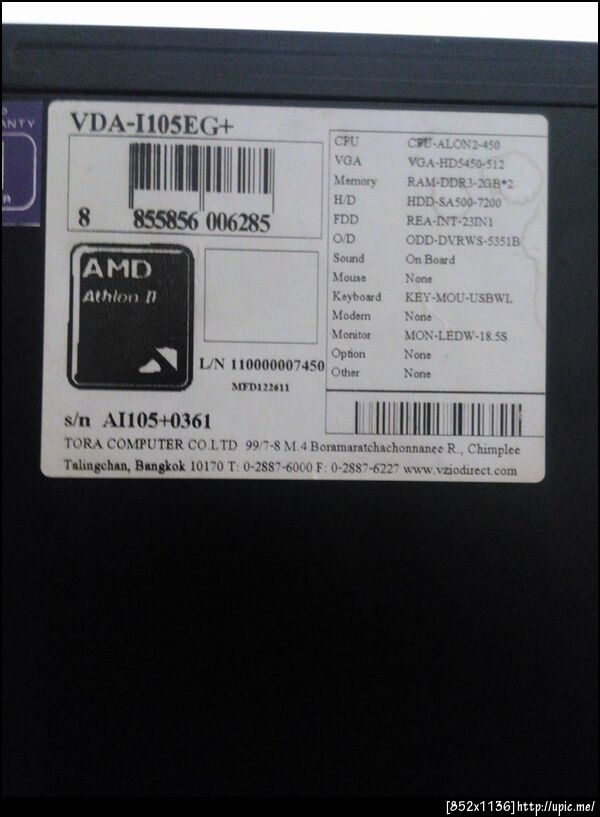 ANTY
VDA-I105EG+
8 855856 006285
AMD
Athlon II
L/N 110000007450
MFD122611
s/n AI105+0361
CPU CPU-ALON2-450
VGA VGA-HD5450-512
Memory RAM-DDR3-2GB*2
H/D HDD-SA500-7200
FDD REA-INT-23IN1
O/D ODD-DVRWS-5351B
Sound On Board
Mouse None
Keyboard KEY-MOU-USBWL
Modem None
Monitor MON-LEDW-18.5S
Option None
Other None
TORA COMPUTER CO.LTD 99/7-8 M.4 Boramaratchachonnanee R., Chimplee
Talingchan, Bangkok 10170 T: 0-2887-6000 F: 0-2887-6227 www.vziodirect.com
[852x1136]http://upic.me/